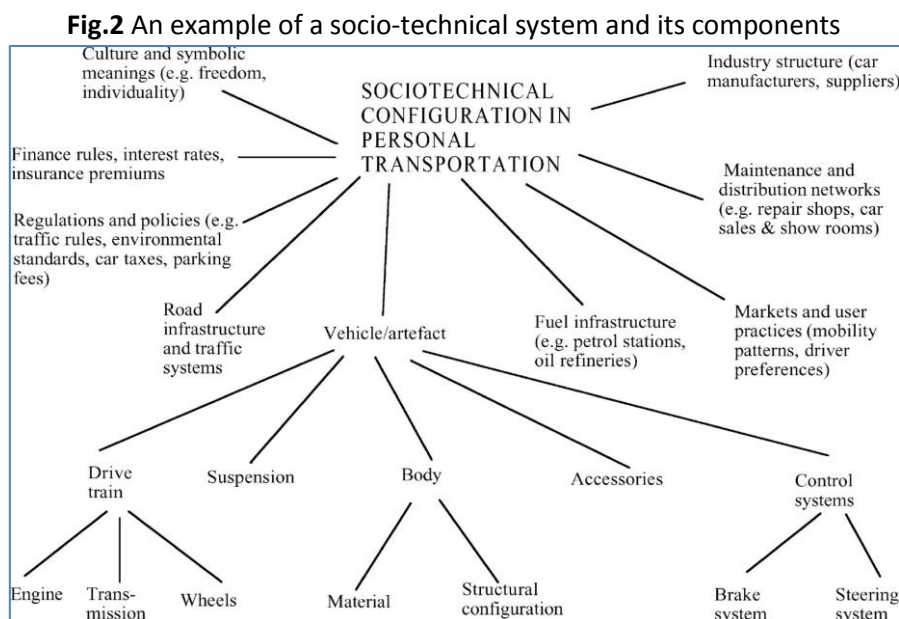 Fig.2 An example of a socio-technical system and its components
Culture and symbolic
meanings (e.g. freedom,
individuality)
SOCIOTECHNICAL
CONFIGURATION IN
PERSONAL
TRANSPORTATION
Industry structure (car
manufacturers, suppliers)
Finance rules, interest rates,
insurance premiums
Maintenance and
distribution networks
(e.g. repair shops, car
sales & show rooms)
Regulations and policies (e.g.
traffic rules, environmental
standards, car taxes, parking
fees)
Road
infrastructure
and traffic
systems
Vehicle/artefact
Fuel infrastructure
(e.g. petrol stations,
oil refineries)
Markets and user
practices (mobility
patterns, driver
preferences)
Drive
train
Suspension
Body
Accessories
Control
systems
Engine
Trans-
mission
Wheels
Material
Structural
configuration
Brake
system
Steering
system